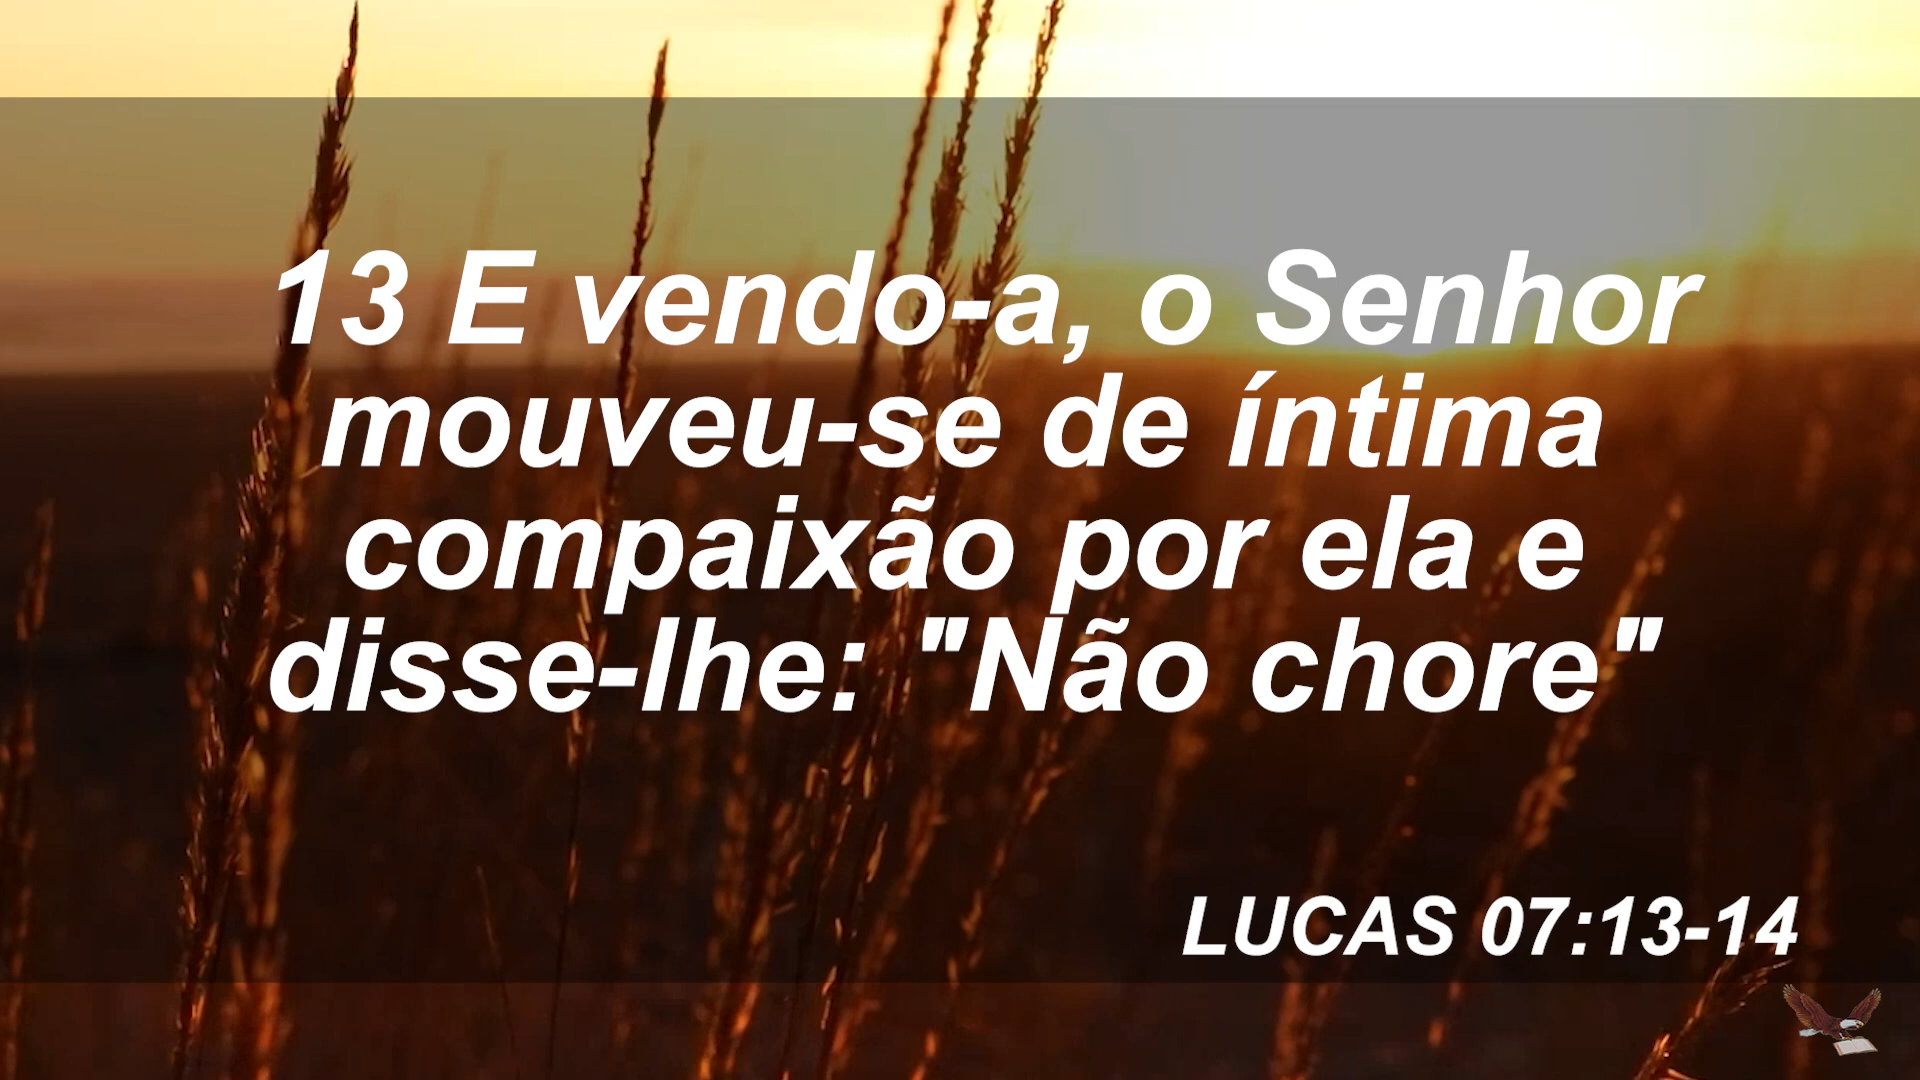 13 E vendo-a, o Senhor
mouveu-se de íntima
compaixão por ela e
disse-lhe: "Não chore"
LUCAS 07:13-14